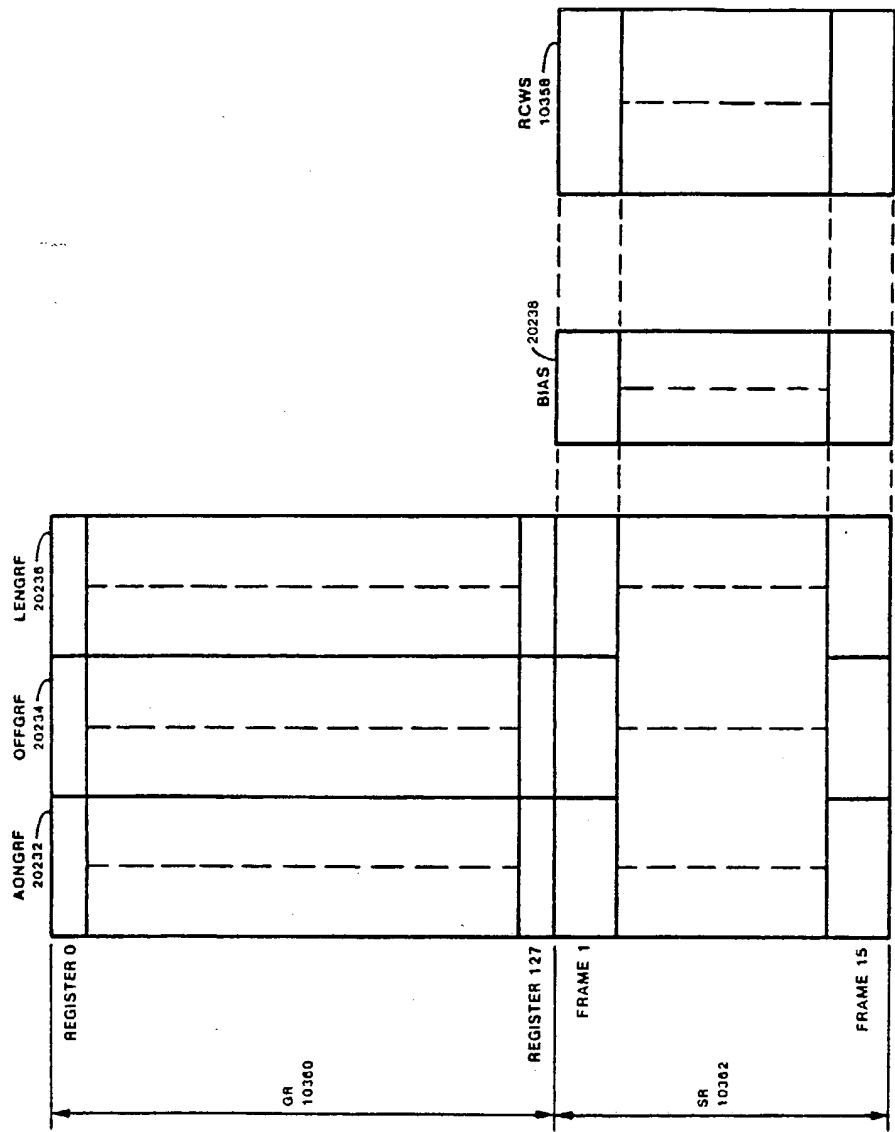 AONGRF
20232
OFFGRF
20234
LENGRF
20236
BIAS
20238
RCWS
10358
REGISTER 0
GR
10360
REGISTER 127
FRAME 1
SR
10362
FRAME 15